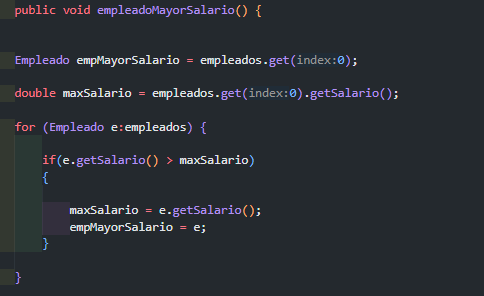 public void empleadoMayorSalario() {
Empleado empMayorSalario = empleados.get(index:0);
double maxSalario = empleados.get(index:0).getSalario();
for (Empleado e:empleados) {
if(e.getSalario() > maxSalario)
{
maxSalario = e.getSalario();
empMayorSalario = e;
}
}